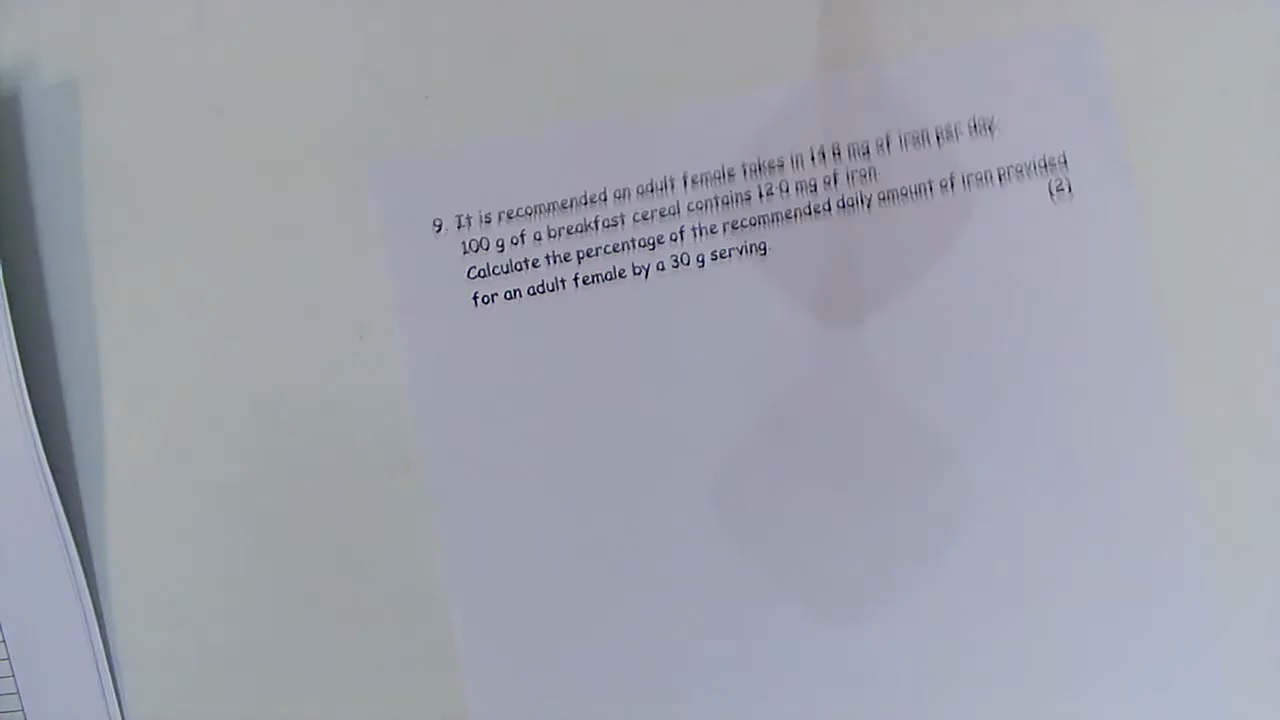 9. It is recommended an adult female takes in 14·8 mg of iron per day.
100 g of a breakfast cereal contains 12·0 mg of iron.
Calculate the percentage of the recommended daily amount of iron provided
for an adult female by a 30 g serving.
(2)